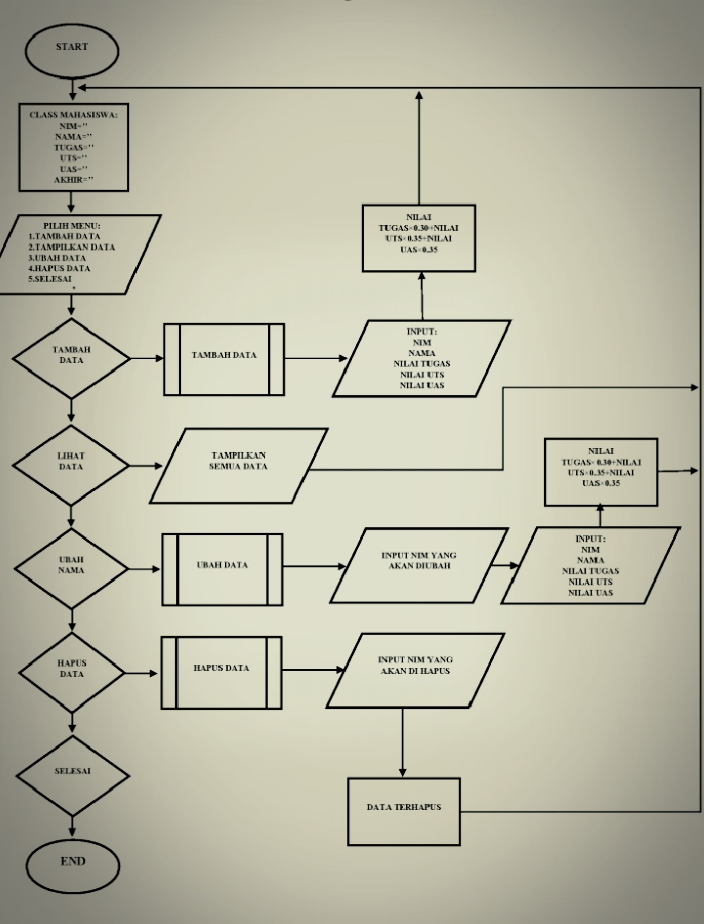 START
CLASS MAHASISWA:
NIM=''
NAMA=''
TUGAS=''
UTS=''
UAS=''
AKHIR=''
PILIH MENU:
1.TAMBAH DATA
2.TAMPILKAN DATA
3.UBAH DATA
4.HAPUS DATA
5.SELESAI
NILAI
TUGAS×0.30+NILAI
UTS×0.35+NILAI
UAS×0.35
TAMBAH
DATA
TAMBAH DATA
INPUT:
NIM
NAMA
NILAI TUGAS
NILAI UTS
NILAI UAS
LIHAT
DATA
TAMPILKAN
SEMUA DATA
NILAI
TUGAS×0.30+NILAI
UTS×0.35+NILAI
UAS×0.35
UBAH
NAMA
UBAH DATA
INPUT NIM YANG
AKAN DIUBAH
INPUT:
NIM
NAMA
NILAI TUGAS
NILAI UTS
NILAI UAS
HAPUS
DATA
HAPUS DATA
INPUT NIM YANG
AKAN DI HAPUS
SELESAI
DATA TERHAPUS
END